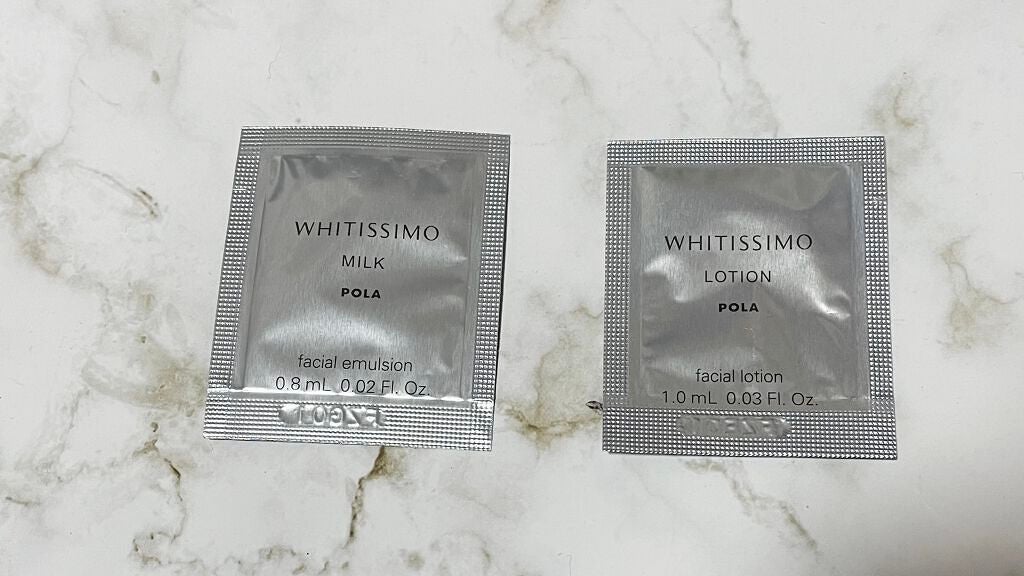 WHITISSIMO
MILK
POLA
facial emulsion
0.8 mL 0.02 Fl. Oz.
WHITISSIMO
LOTION
POLA
facial lotion
1.0 mL 0.03 Fl. Oz.